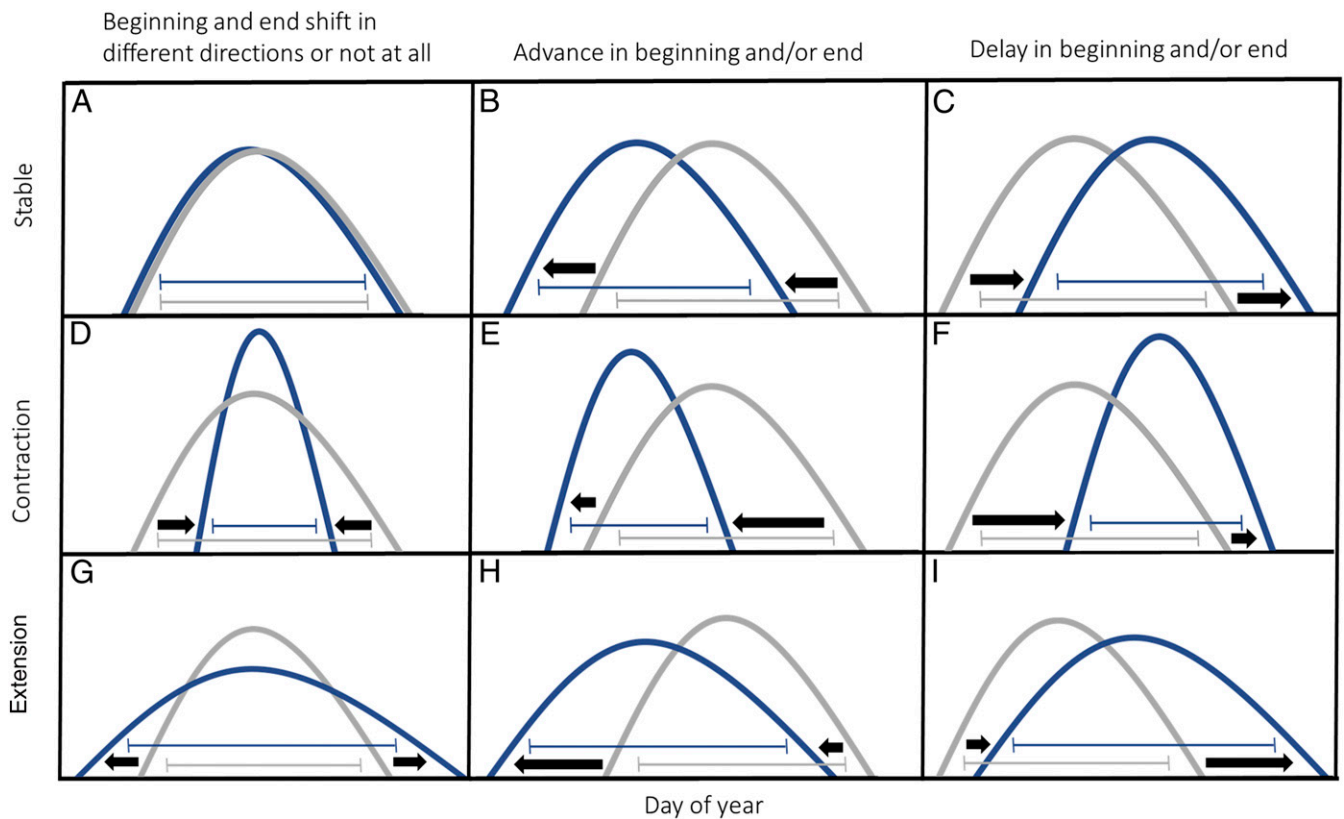 Beginning and end shift in
different directions or not at all
Advance in beginning and/or end
Delay in beginning and/or end
Stable
A
B
C
Contraction
D
E
F
Extension
G
H
I
Day of year